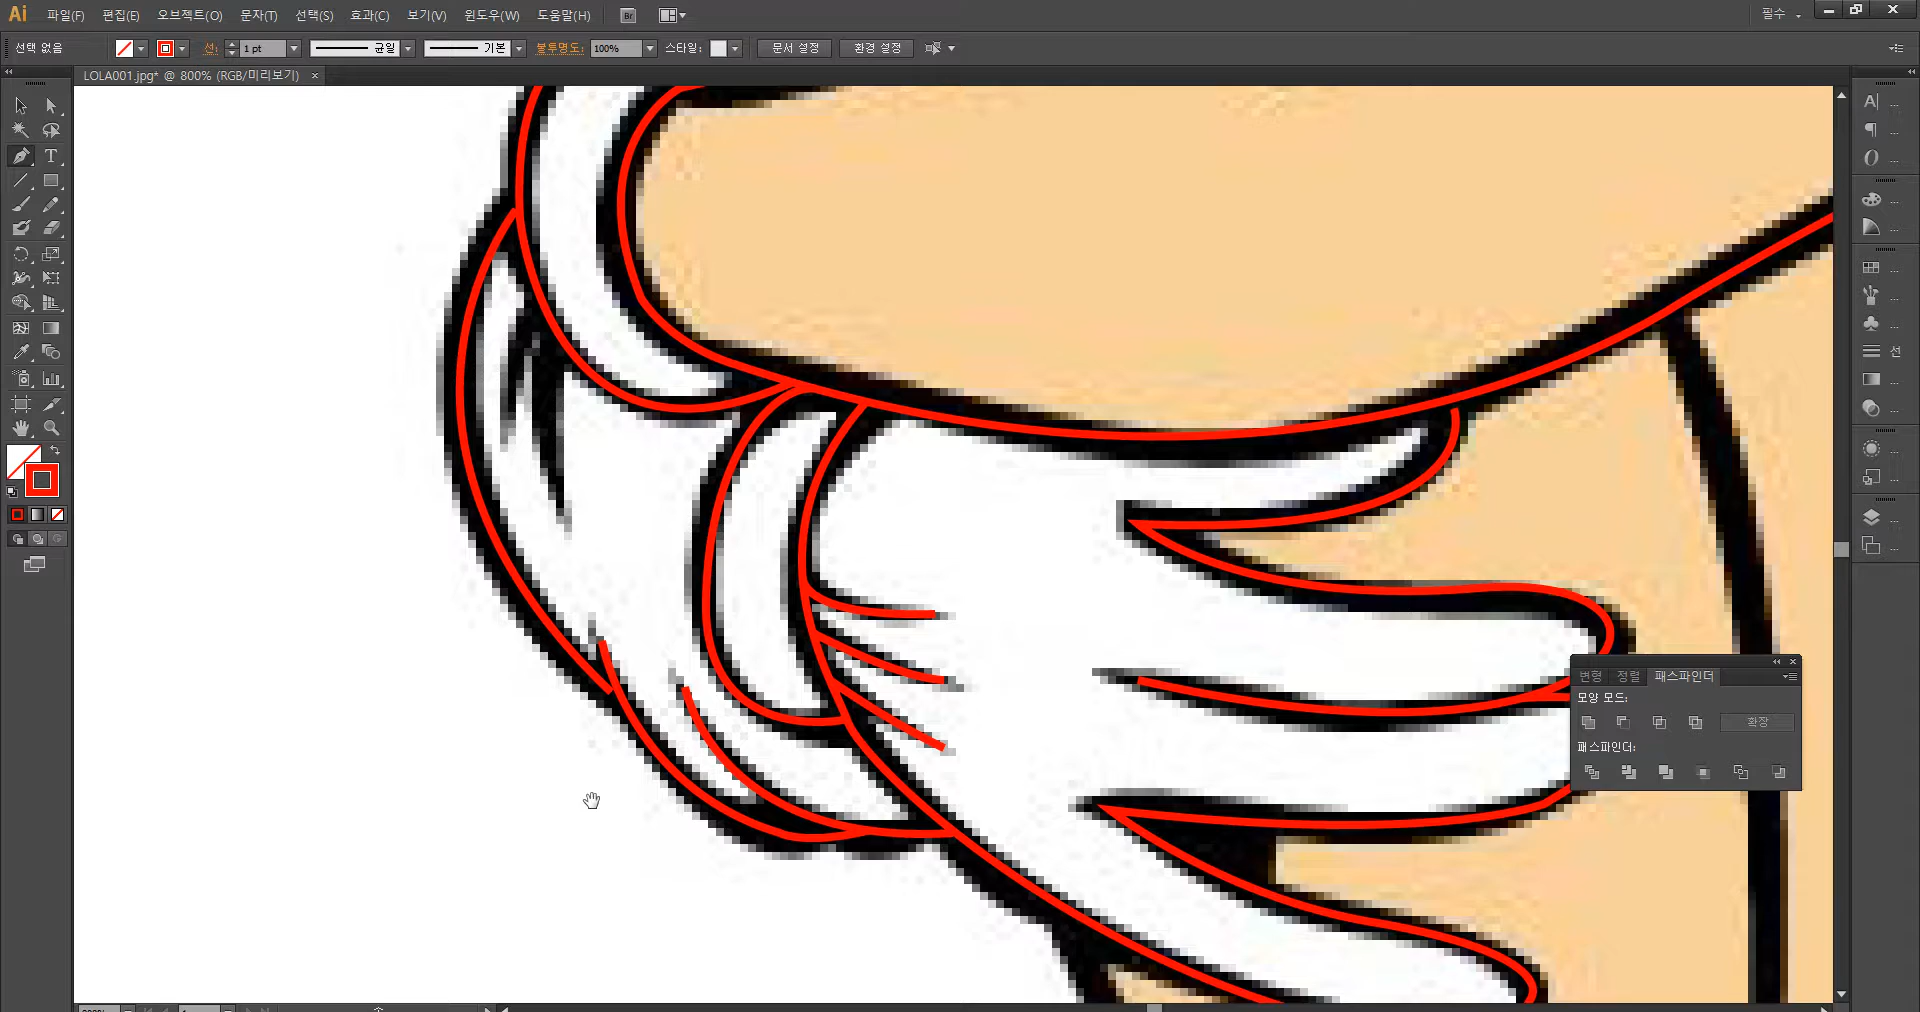 Ai 파일(F) 편집(E) 오브젝트(O) 문자(T) 선택(S) 효과(C) 보기(V) 윈도우(W) 도움말(H) Br 필수
선택 없음 선: 1 pt 균일 기본 불투명도: 100% 스타일: 문서 설정 환경 설정
LOLA001.jpg* @ 800% (RGB/미리보기) ×
선
변형 정렬 패스파인더
모양 모드:
확장
패스파인더: